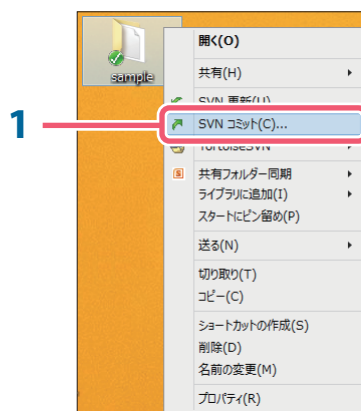 sample
1
開く(O)
共有(H)
SVN 更新(U)
SVN コミット(C)...
TortoiseSVN
共有フォルダー同期
ライブラリに追加(I)
スタートにピン留め(P)
送る(N)
切り取り(T)
コピー(C)
ショートカットの作成(S)
削除(D)
名前の変更(M)
プロパティ(R)